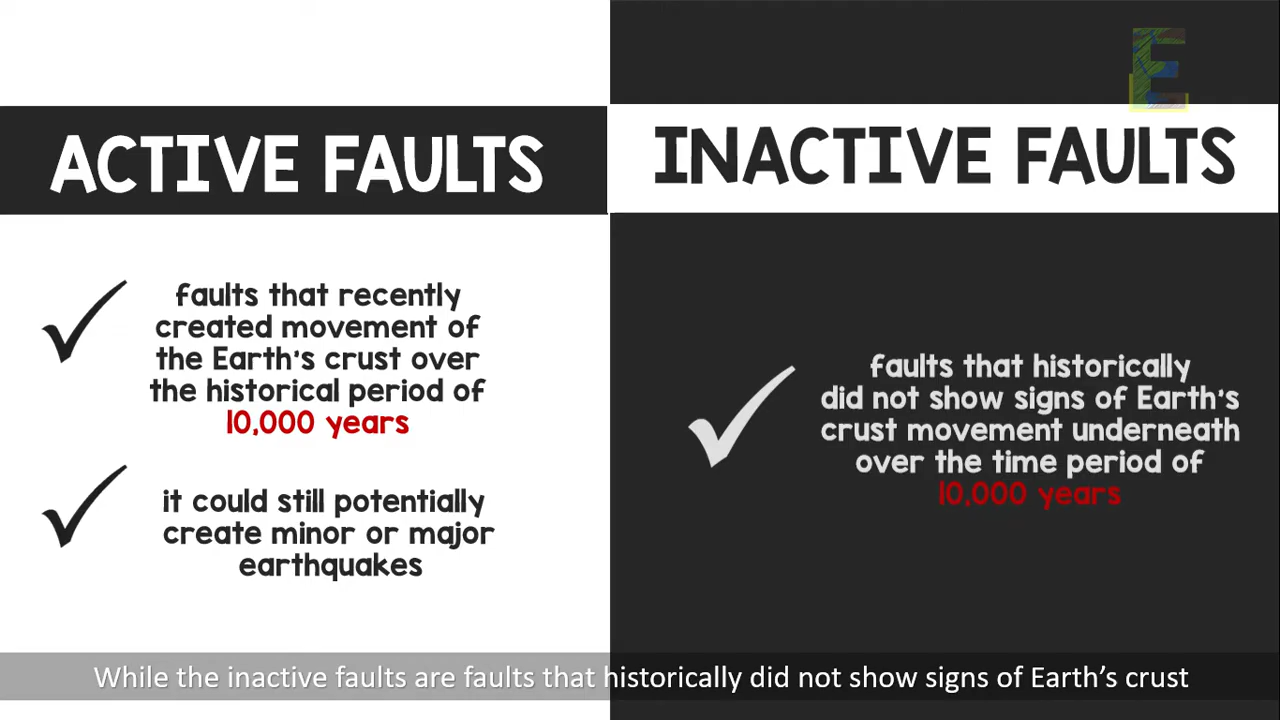 E
ACTIVE FAULTS
INACTIVE FAULTS
faults that recently
created movement of
the Earth's crust over
the historical period of
10,000 years
it could still potentially
create minor or major
earthquakes
faults that historically
did not show signs of Earth's
crust movement underneath
over the time period of
10,000 years
While the inactive faults are faults that historically did not show signs of Earth's crust